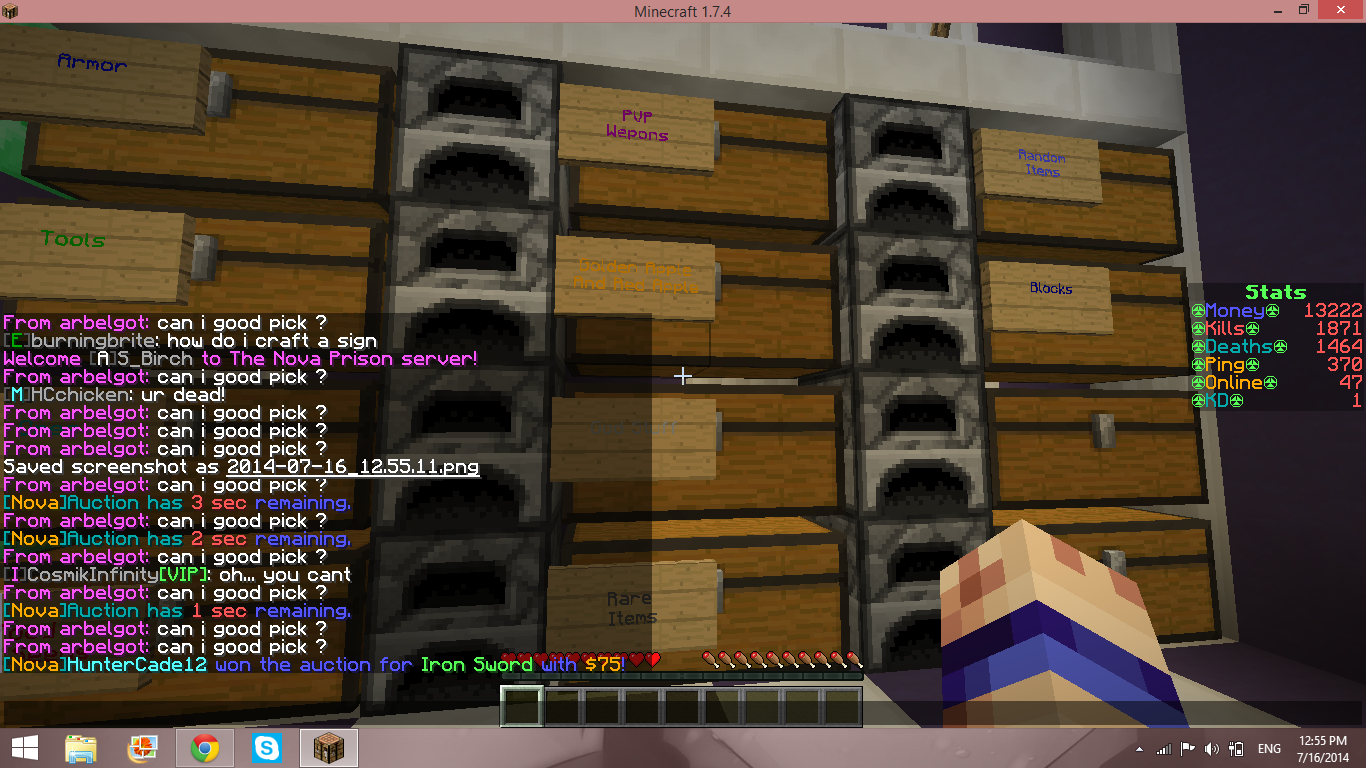 Minecraft 1.7.4
Armor
PVP
Wepons
Random
Items
Tools
Golden Apple
And Red Apple
Blocks
Rare
Items
From arbelgot: can i good pick ?
[E]burningbrite: how do i craft a sign
Welcome [A]S_Birch to The Nova Prison server!
From arbelgot: can i good pick ?
[M]HCchicken: ur dead!
From arbelgot: can i good pick ?
From arbelgot: can i good pick ?
From arbelgot: can i good pick ?
Saved screenshot as 2014-07-16_12.55.11.png
From arbelgot: can i good pick ?
[Nova]Auction has 3 sec remaining.
From arbelgot: can i good pick ?
[Nova]Auction has 2 sec remaining.
From arbelgot: can i good pick ?
[I]CosmikInfinity[VIP]: oh... you cant
From arbelgot: can i good pick ?
[Nova]Auction has 1 sec remaining.
From arbelgot: can i good pick ?
From arbelgot: can i good pick ?
[Nova]HunterCade12 won the auction for Iron Sword with $75!
Stats
Money 13222
Kills 1871
Deaths 1464
Ping 370
Online 47
KD 1
ENG
12:55 PM
7/16/2014